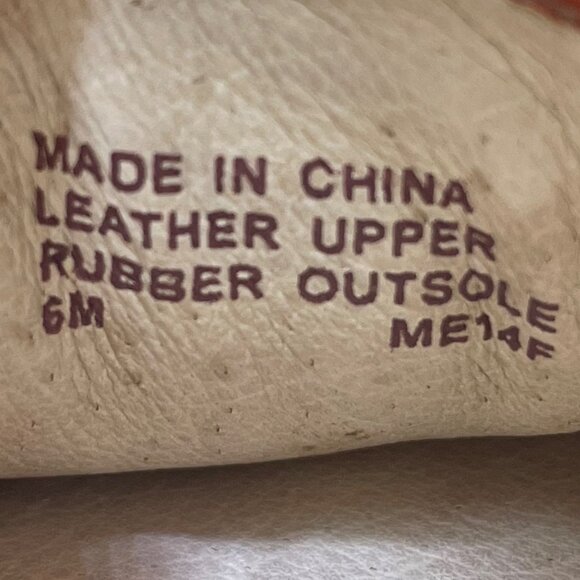 MADE IN CHINA
LEATHER UPPER
RUBBER OUTSOLE
6M ME14F